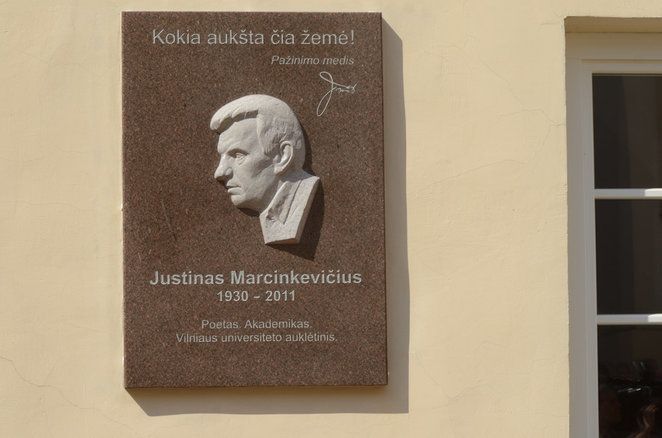 Kokia aukšta čia žemė!
Pažinimo medis
Justinas Marcinkevičius
1930 - 2011
Poetas. Akademikas.
Vilniaus universiteto auklėtinis.